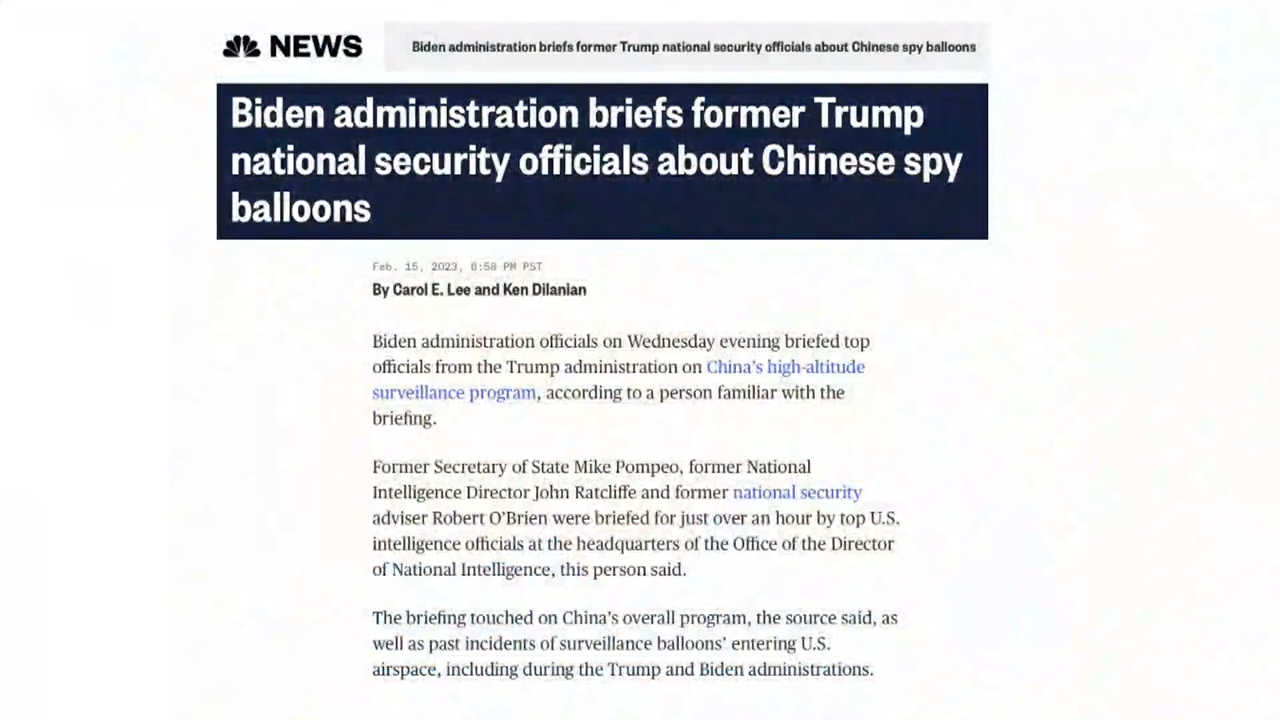 NEWS
Biden administration briefs former Trump national security officials about Chinese spy balloons
Biden administration briefs former Trump
national security officials about Chinese spy
balloons
Feb. 15, 2023, 6:58 PM PST
By Carol E. Lee and Ken Dilanian
Biden administration officials on Wednesday evening briefed top
officials from the Trump administration on China's high-altitude
surveillance program, according to a person familiar with the
briefing.
Former Secretary of State Mike Pompeo, former National
Intelligence Director John Ratcliffe and former national security
adviser Robert O'Brien were briefed for just over an hour by top U.S.
intelligence officials at the headquarters of the Office of the Director
of National Intelligence, this person said.
The briefing touched on China's overall program, the source said, as
well as past incidents of surveillance balloons' entering U.S.
airspace, including during the Trump and Biden administrations.